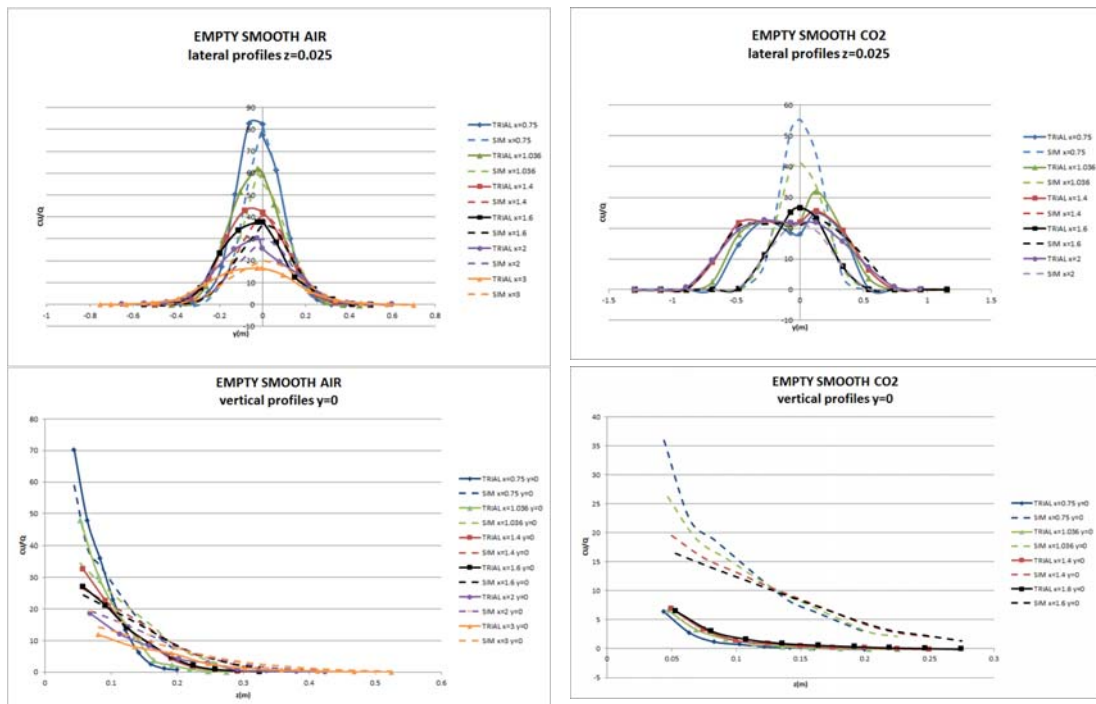 EMPTY SMOOTH AIR
lateral profiles z=0.025
90
80
70
60
50
40
30
20
10
0
-10
-1
-0.8
-0.6
-0.4
-0.2
0
0.2
0.4
0.6
0.8
cu/q
y(m)
TRIAL x=0.75
SIM x=0.75
TRIAL x=1.036
SIM x=1.036
TRIAL x=1.4
SIM x=1.4
TRIAL x=1.6
SIM x=1.6
TRIAL x=2
SIM x=2
TRIAL x=3
SIM x=3
EMPTY SMOOTH CO2
lateral profiles z=0.025
60
50
40
30
20
10
0
-10
-1.5
-1
-0.5
0
0.5
1
1.5
cu/q
y(m)
TRIAL x=0.75
SIM x=0.75
TRIAL x=1.036
SIM x=1.036
TRIAL x=1.4
SIM x=1.4
TRIAL x=1.6
SIM x=1.6
TRIAL x=2
SIM x=2
EMPTY SMOOTH AIR
vertical profiles y=0
80
70
60
50
40
30
20
10
0
0
0.1
0.2
0.3
0.4
0.5
0.6
cu/q
z(m)
TRIAL x=0.75 y=0
SIM x=0.75 y=0
TRIAL x=1.036 y=0
SIM x=1.036 y=0
TRIAL x=1.4 y=0
SIM x=1.4 y=0
TRIAL x=1.6 y=0
SIM x=1.6 y=0
TRIAL x=2 y=0
SIM x=2 y=0
TRIAL x=3 y=0
SIM x=3 y=0
EMPTY SMOOTH CO2
vertical profiles y=0
40
35
30
25
20
15
10
5
0
-5
0
0.05
0.1
0.15
0.2
0.25
0.3
cu/q
z(m)
TRIAL x=0.75 y=0
SIM x=0.75 y=0
TRIAL x=1.036 y=0
SIM x=1.036 y=0
TRIAL x=1.4 y=0
SIM x=1.4 y=0
TRIAL x=1.6 y=0
SIM x=1.6 y=0